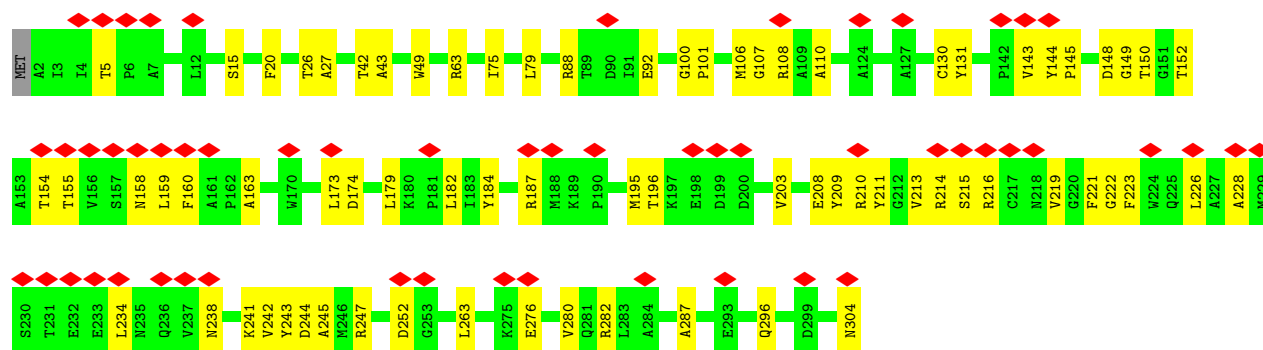 MET A2 I3 I4 T5 P6 A7 L12 S15 F20 T26 A27 T42 A43 W49 R63 I75 L79 R88 T89 D90 I91 E92 G100 P101 M106 G107 R108 A109 A110 A124 A127 C130 Y131 P142 V143 Y144 P145 D148 G149 T150 G151 T152
A153 T154 T155 V156 S157 N158 L159 F160 A161 P162 A163 W170 L173 D174 L179 K180 P181 L182 I183 Y184 R187 M188 K189 P190 M195 T196 K197 E198 D199 D200 V203 E208 Y209 R210 Y211 G212 V213 R214 S215 R216 C217 N218 V219 G220 F221 G222 F223 W224 Q225 L226 A227 A228 M229
S230 T231 E232 E233 L234 N235 Q236 V237 N238 K241 V242 Y243 D244 A245 M246 R247 D252 G253 L263 K275 E276 V280 Q281 R282 L283 A284 A287 E293 Q296 D299 N304